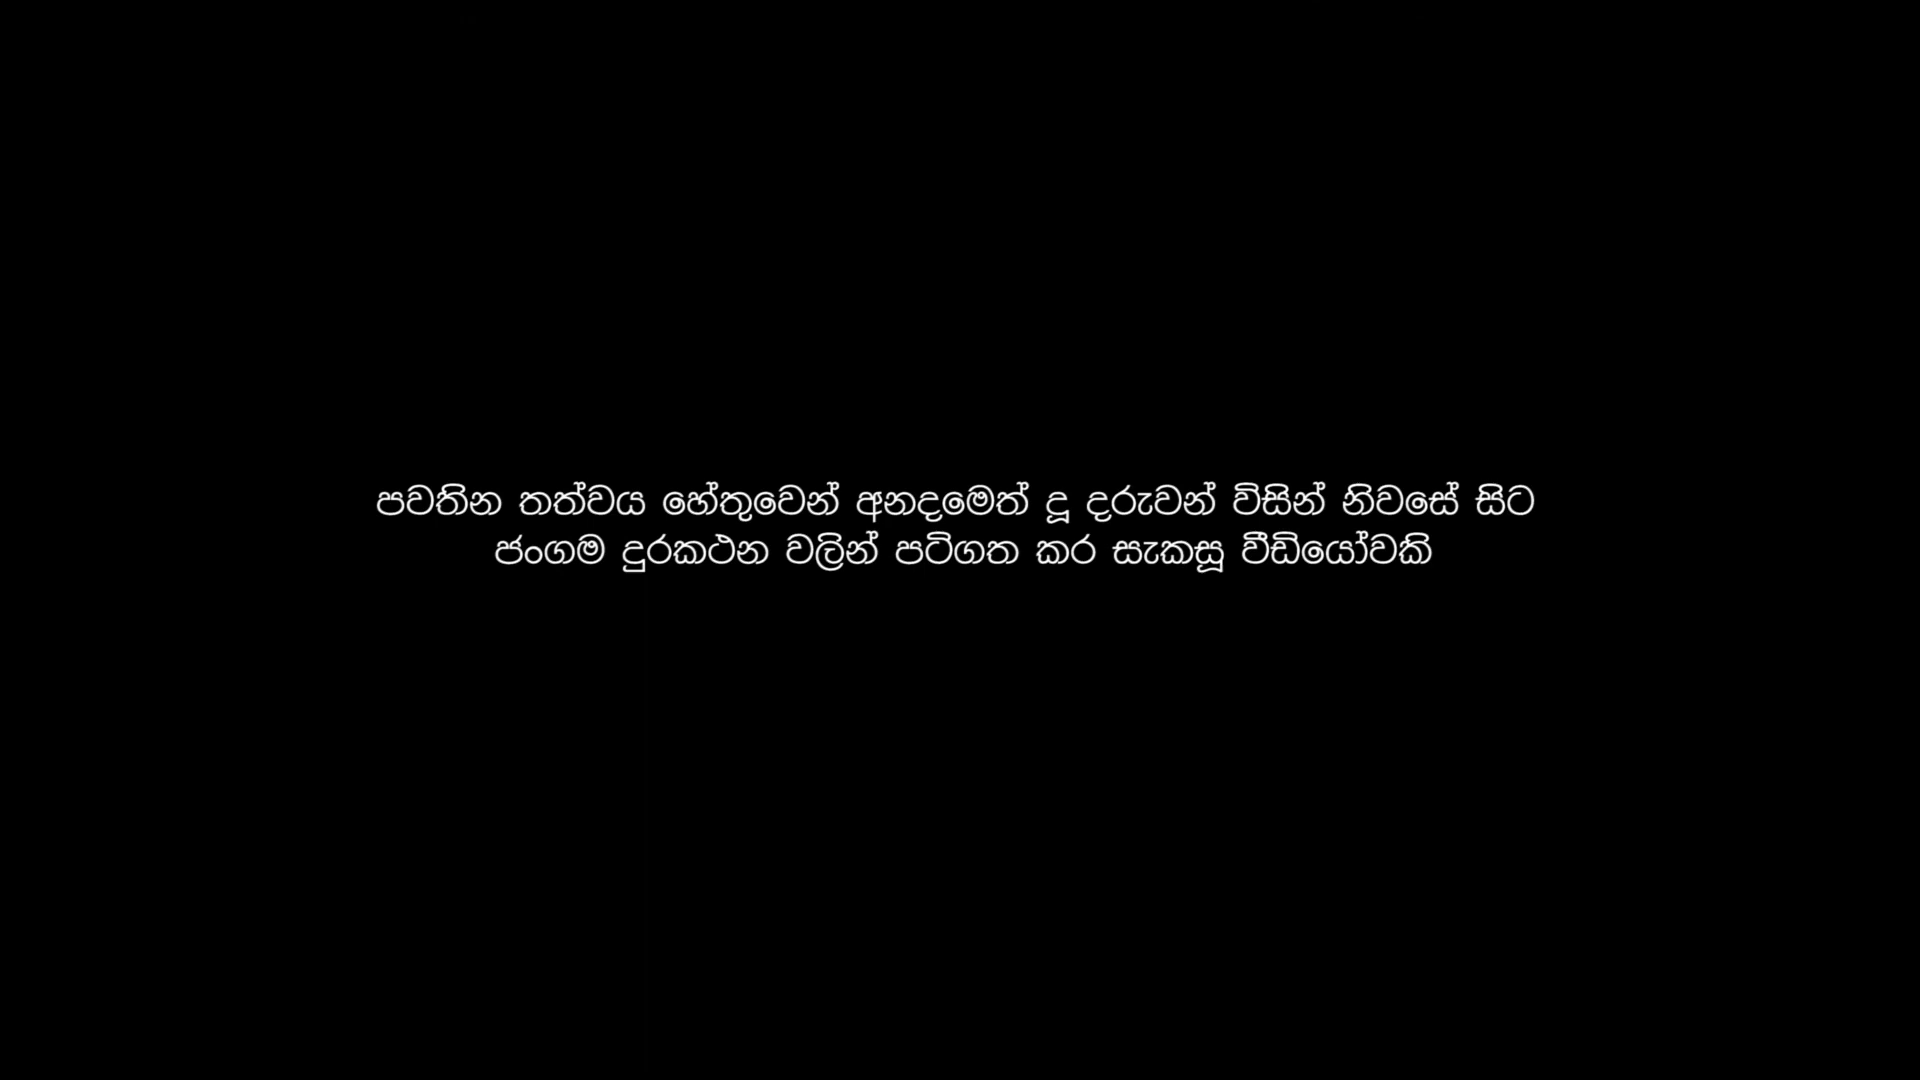 පවතින තත්වය හේතුවෙන් අනදමෙත් දූ දරුවන් විසින් නිවසේ සිට
ජංගම දුරකථන වලින් පටිගත කර සැකසූ වීඩියෝවකි